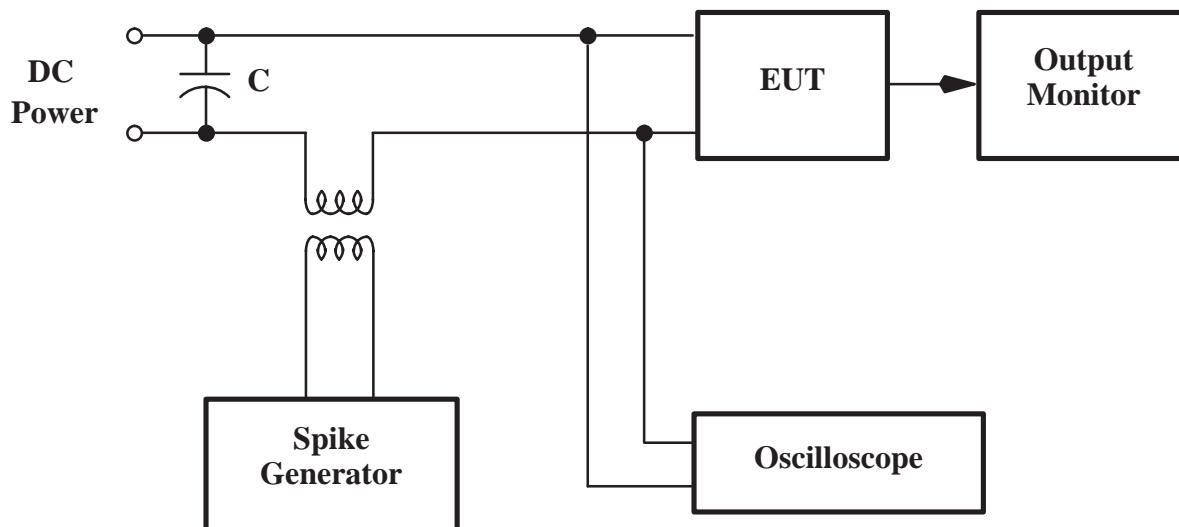 DC
Power
C
EUT
Output
Monitor
Spike
Generator
Oscilloscope